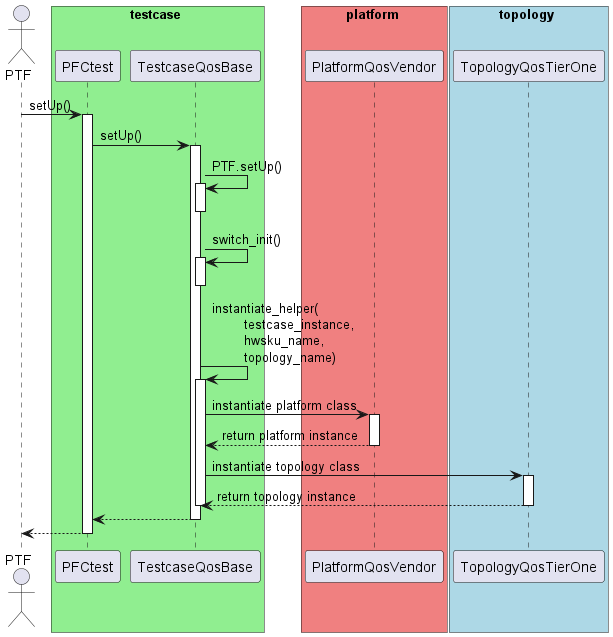 testcase
platform
topology
PTF
PFCtest
TestcaseQosBase
PlatformQosVendor
TopologyQosTierOne
setUp()
setUp()
PTF.setUp()
switch_init()
instantiate_helper(
testcase_instance,
hwsku_name,
topology_name)
instantiate platform class
return platform instance
instantiate topology class
return topology instance
PTF
PFCtest
TestcaseQosBase
PlatformQosVendor
TopologyQosTierOne